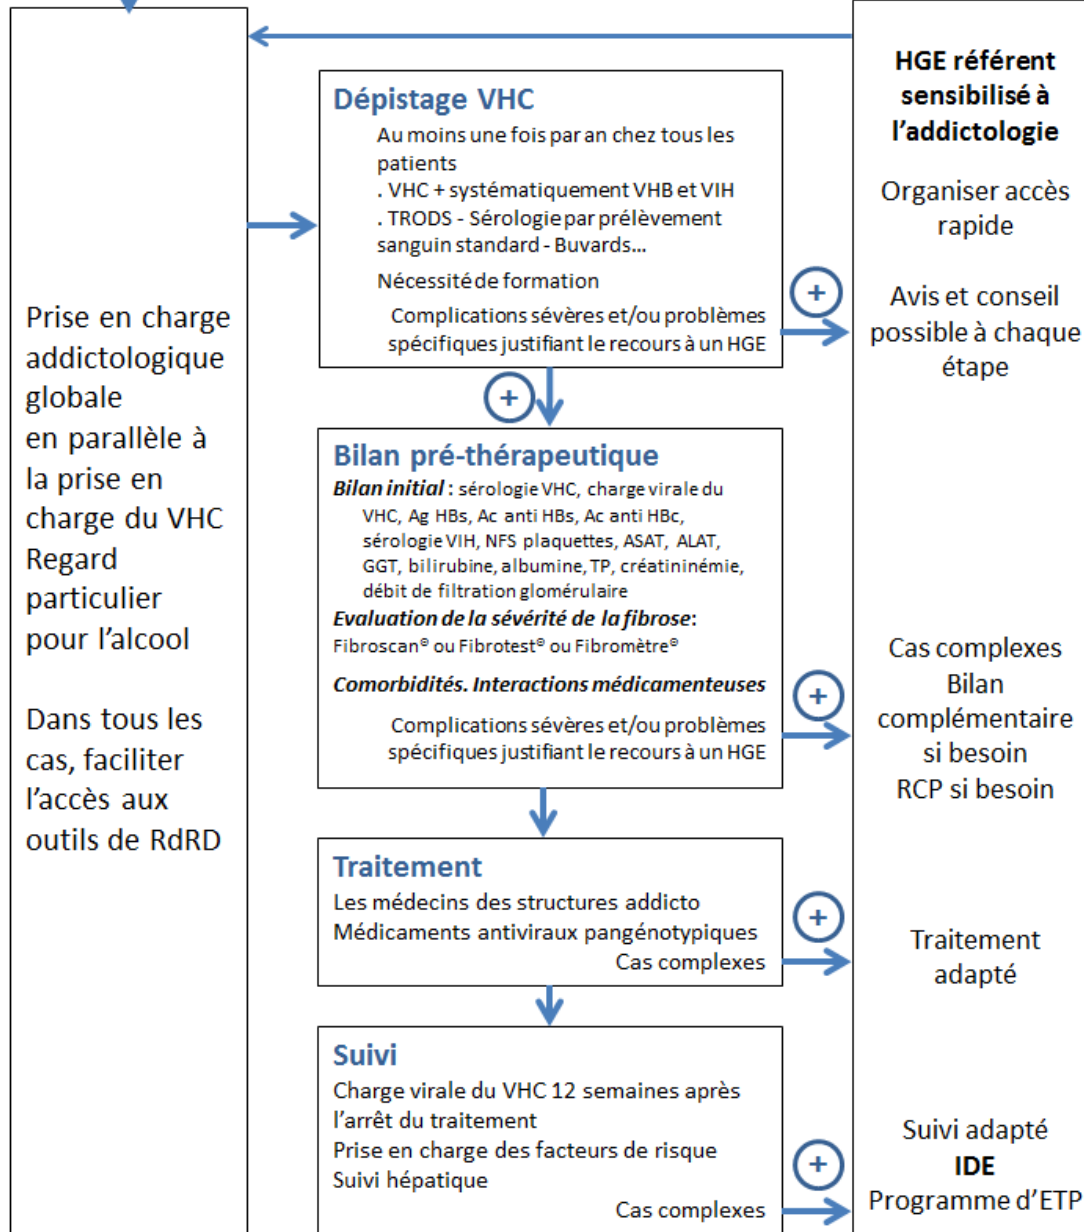 Prise en charge
addictologique
globale
en parallèle à
la prise en
charge du VHC
Regard
particulier
pour l'alcool
Dans tous les
cas, faciliter
l'accès aux
outils de RdRD
Dépistage VHC
Au moins une fois par an chez tous les
patients
. VHC + systématiquement VHB et VIH
. TRODS - Sérologie par prélèvement
sanguin standard - Buvards...
Nécessité de formation
Complications sévères et/ou problèmes
spécifiques justifiant le recours à un HGE
+
+
Bilan pré-thérapeutique
Bilan initial : sérologie VHC, charge virale du
VHC, Ag HBs, Ac anti HBs, Ac anti HBc,
sérologie VIH, NFS plaquettes, ASAT, ALAT,
GGT, bilirubine, albumine, TP, créatininémie,
débit de filtration glomérulaire
Evaluation de la sévérité de la fibrose:
Fibroscan® ou Fibrotest® ou Fibromètre®
Comorbidités. Interactions médicamenteuses
Complications sévères et/ou problèmes
spécifiques justifiant le recours à un HGE
+
Traitement
Les médecins des structures addicto
Médicaments antiviraux pangénotypiques
Cas complexes
+
Suivi
Charge virale du VHC 12 semaines après
l'arrêt du traitement
Prise en charge des facteurs de risque
Suivi hépatique
Cas complexes
+
HGE référent
sensibilisé à
l'addictologie
Organiser accès
rapide
Avis et conseil
possible à chaque
étape
Cas complexes
Bilan
complémentaire
si besoin
RCP si besoin
Traitement
adapté
Suivi adapté
IDE
Programme d'ETP